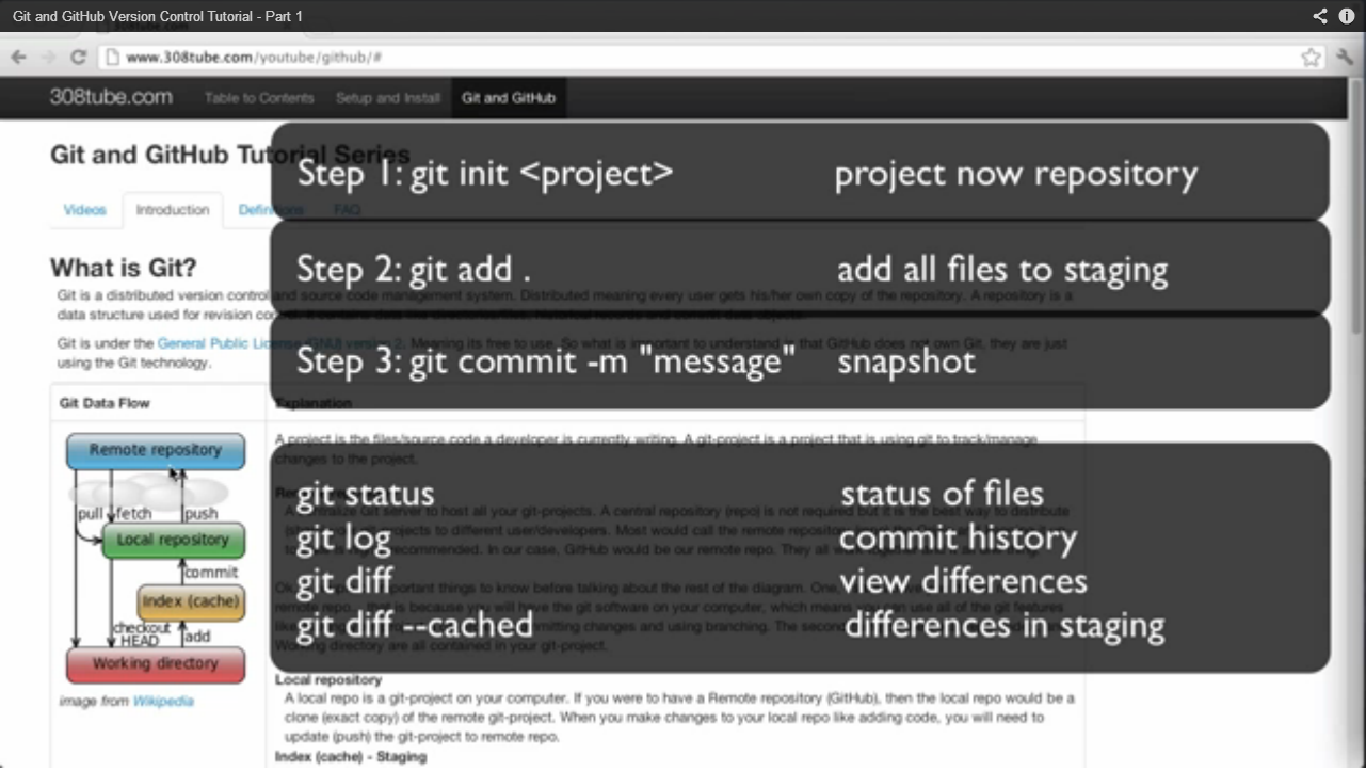 Git and GitHub Version Control Tutorial - Part 1
www.308tube.com/youtube/github/#
308tube.com Table to Contents Setup and Install Git and GitHub
Git and GitHub Tutorial Series
Videos Introduction Definitions FAQ
Step 1: git init <project> project now repository
Step 2: git add . add all files to staging
Step 3: git commit -m "message" snapshot
What is Git?
Git is a distributed version control and source code management system. Distributed meaning every user gets his/her own copy of the repository. A repository is a
data structure used for revision
Git is under the General Public License (GNU) version 2. Meaning its free to use. So what is important to understand is that GitHub does not own Git, they are just
using the Git technology.
Git Data Flow Explanation
Remote repository
pull fetch push
Local repository
commit
Index (cache)
checkout
HEAD
add
Working directory
image from Wikipedia
A project is the files/source code a developer is currently writing. A git-project is a project that is using git to track/manage
changes to the project.
git status status of files
git log commit history
git diff view differences
git diff --cached differences in staging
Working directory are all contained in your git-project.
Local repository
A local repo is a git-project on your computer. If you were to have a Remote repository (GitHub), then the local repo would be a
clone (exact copy) of the remote git-project. When you make changes to your local repo like adding code, you will need to
update (push) the git-project to remote repo.
Index (cache) - Staging